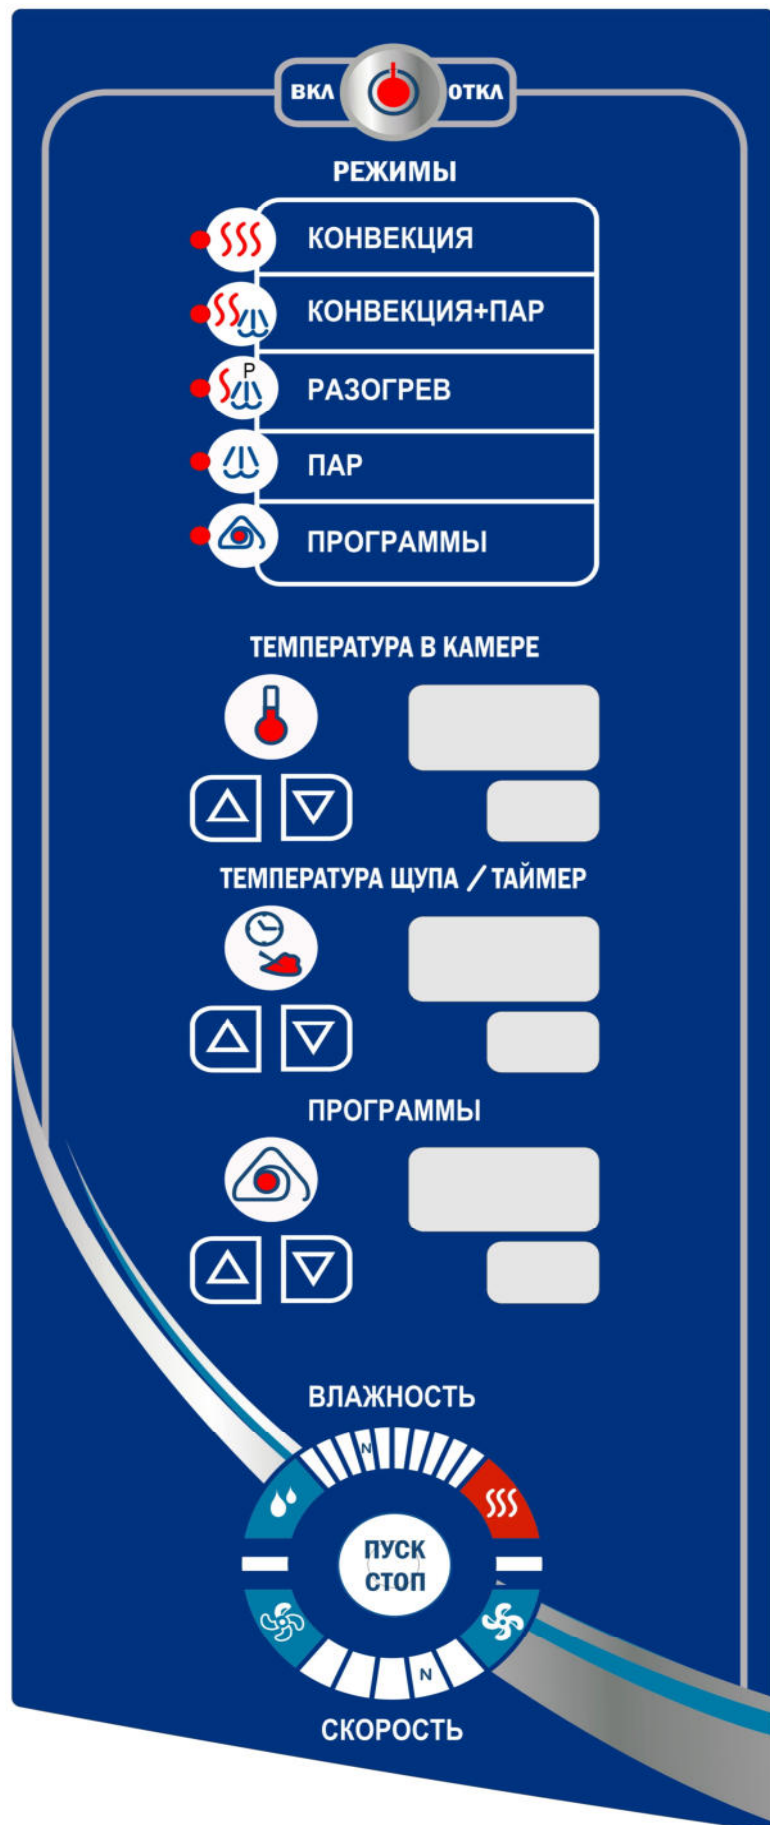 ВКЛ ОТКЛ
РЕЖИМЫ
КОНВЕКЦИЯ
КОНВЕКЦИЯ+ПАР
P
РАЗОГРЕВ
ПАР
ПРОГРАММЫ
ТЕМПЕРАТУРА В КАМЕРЕ
ТЕМПЕРАТУРА ЩУПА / ТАЙМЕР
ПРОГРАММЫ
ВЛАЖНОСТЬ
N
ПУСК
СТОП
N
СКОРОСТЬ